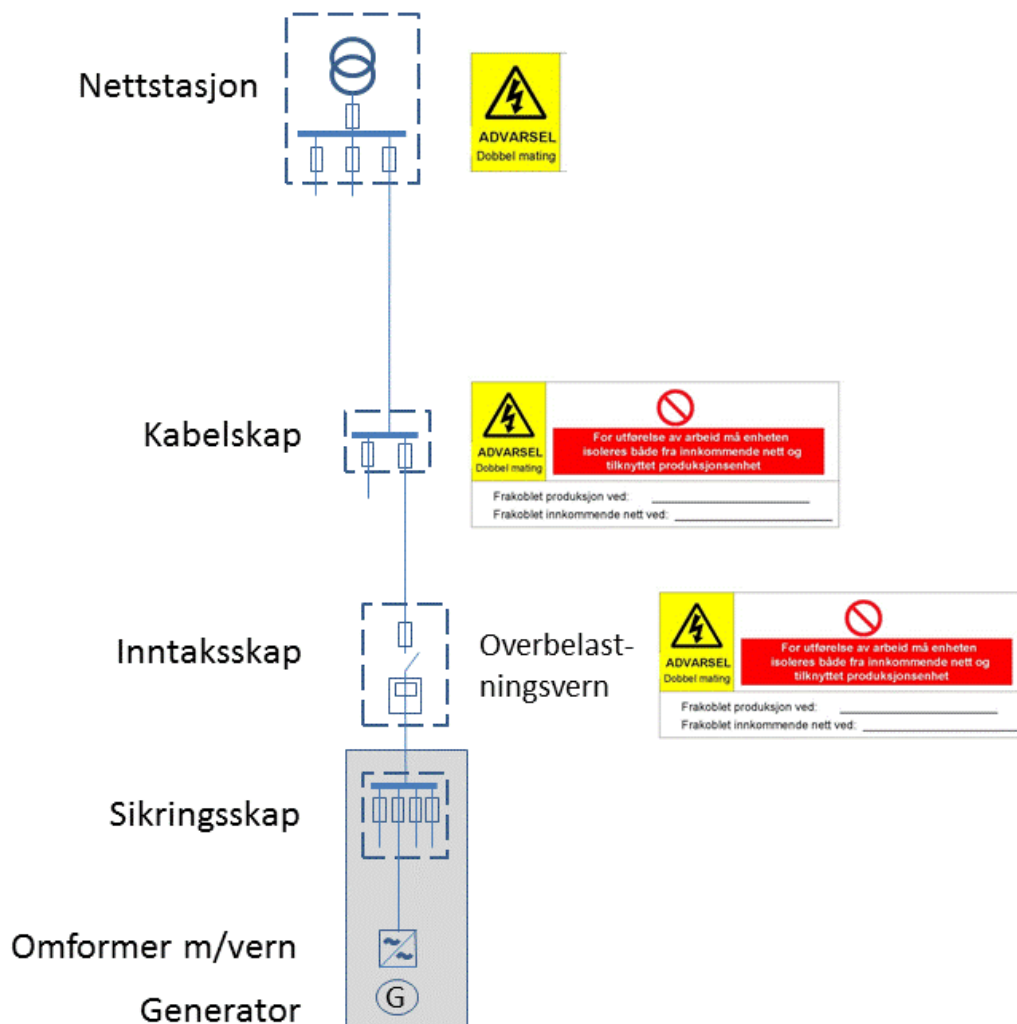 Nettstasjon
ADVARSEL
Dobbel mating
Kabelskap
ADVARSEL
Dobbel mating
For utførelse av arbeid må enheten
isoleres både fra innkommende nett og
tilknyttet produksjonsenhet
Frakoblet produksjon ved:
Frakoblet innkommende nett ved:
Inntaksskap
Overbelast-
ningsvern
ADVARSEL
Dobbel mating
For utførelse av arbeid må enheten
isoleres både fra innkommende nett og
tilknyttet produksjonsenhet
Frakoblet produksjon ved:
Frakoblet innkommende nett ved:
Sikringsskap
Omformer m/vern
G
Generator